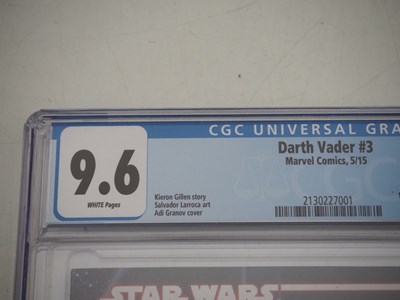 CGC UNIVERSAL GRA
9.6
WHITE Pages
Darth Vader #3
Marvel Comics, 5/15
Kieron Gillen story
Salvador Larroca art
Adi Granov cover
2130227001
STAR WARS